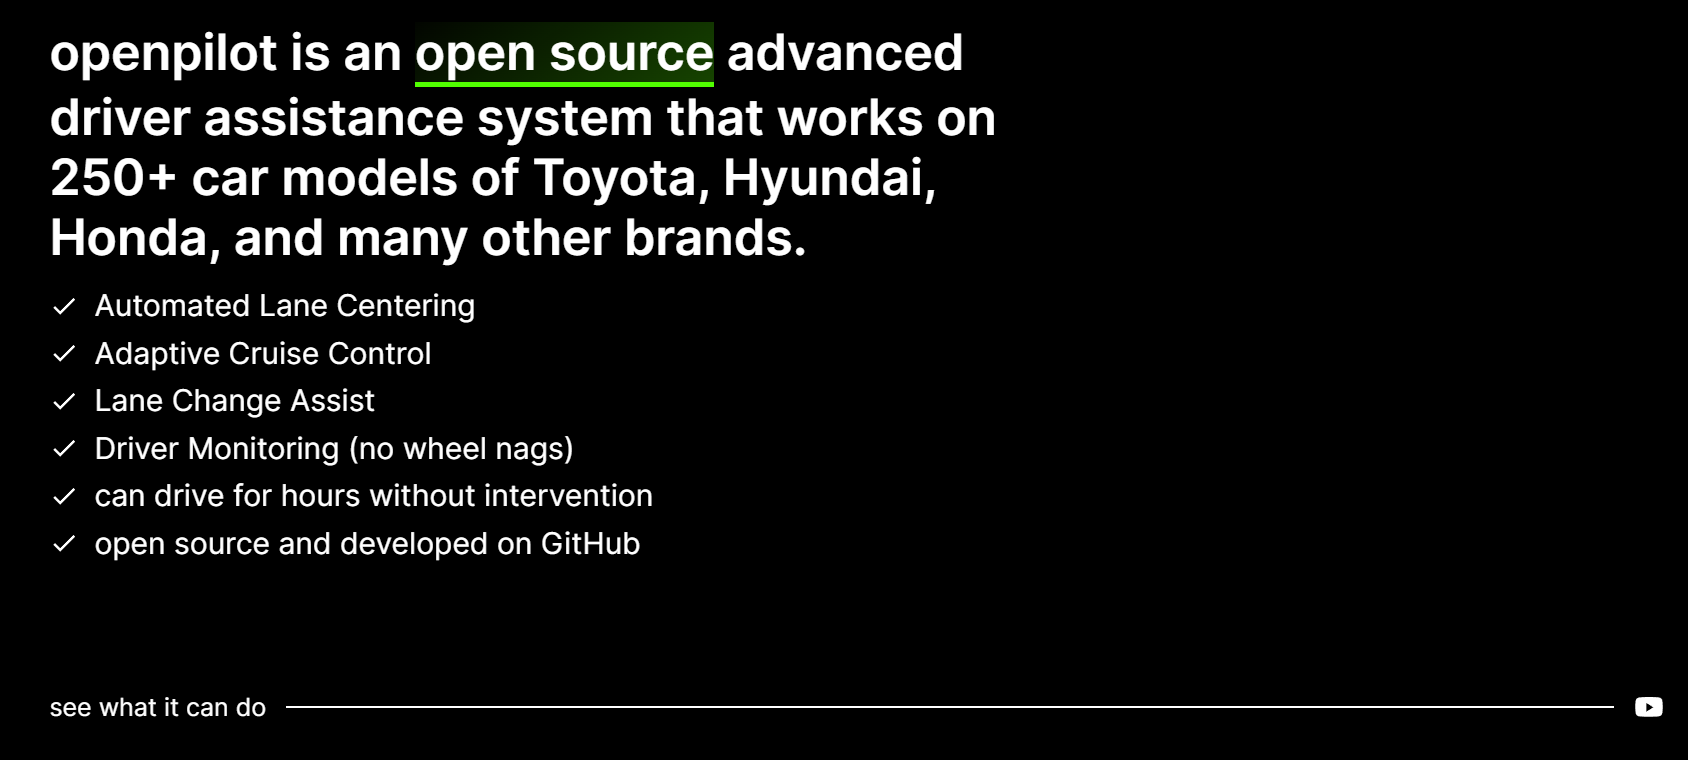 openpilot is an open source advanced
driver assistance system that works on
250+ car models of Toyota, Hyundai,
Honda, and many other brands.
Automated Lane Centering
Adaptive Cruise Control
Lane Change Assist
Driver Monitoring (no wheel nags)
can drive for hours without intervention
open source and developed on GitHub
see what it can do